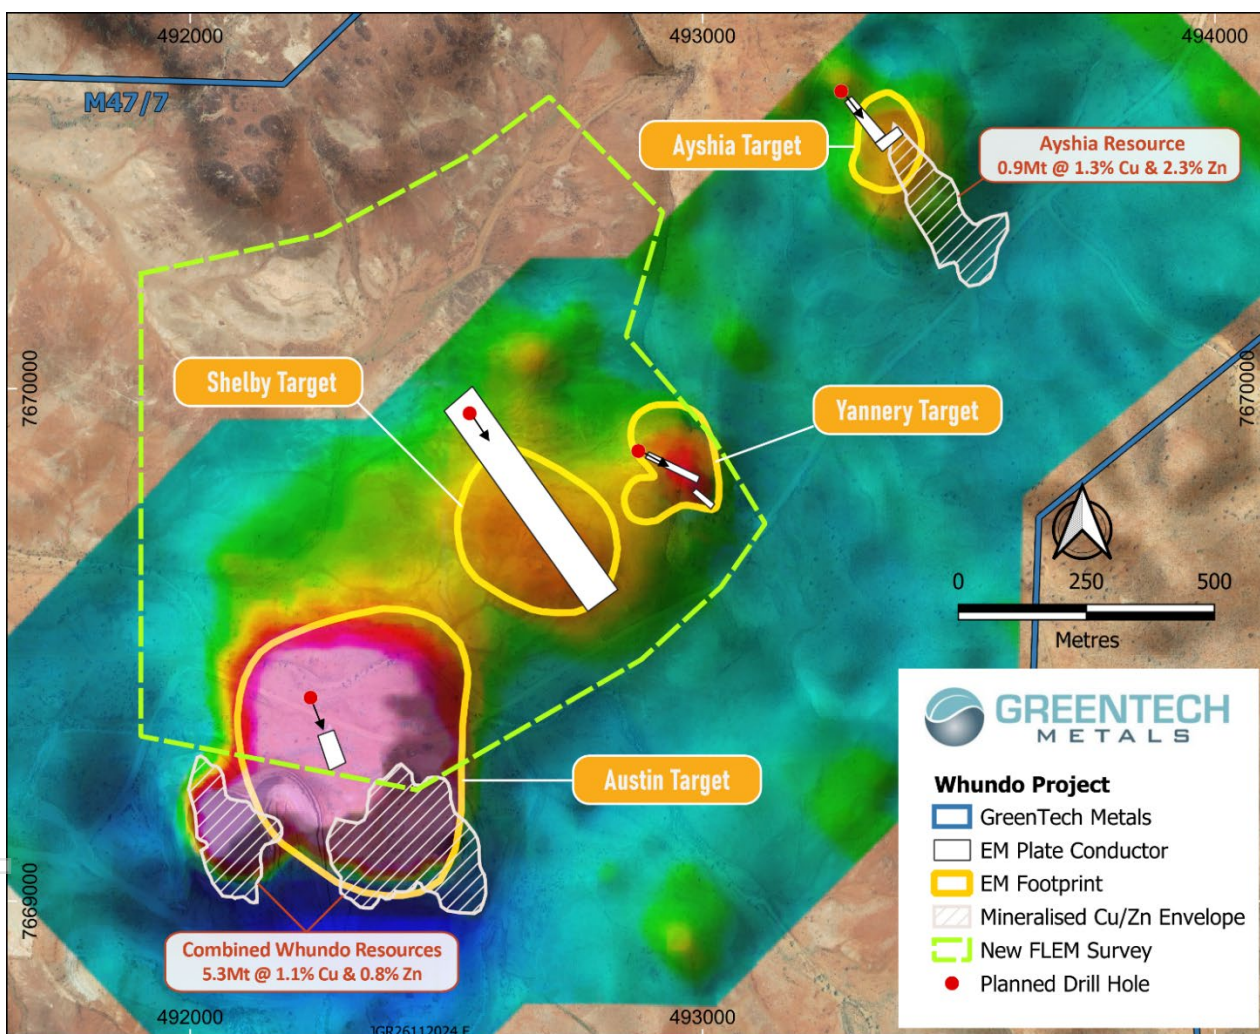 492000
493000
494000
M47/7
Ayshia Target
Ayshia Resource
0.9Mt @ 1.3% Cu & 2.3% Zn
7670000
7670000
Shelby Target
Yannery Target
0 250 500
Metres
GREENTECH
METALS
Austin Target
Whundo Project
GreenTech Metals
EM Plate Conductor
EM Footprint
Mineralised Cu/Zn Envelope
New FLEM Survey
Planned Drill Hole
7669000
Combined Whundo Resources
5.3Mt @ 1.1% Cu & 0.8% Zn
492000
493000